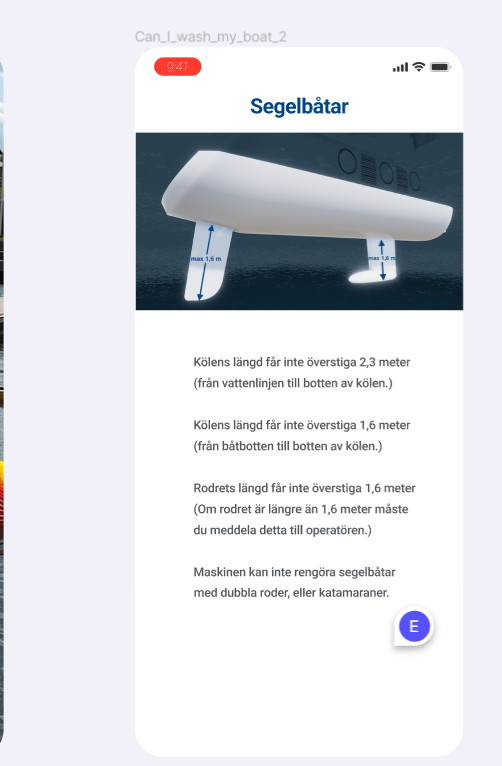 Can_I_wash_my_boat_2
9:41
Segelbåtar
max 1,6 m
max 1,6 m
Kölens längd får inte överstiga 2,3 meter
(från vattenlinjen till botten av kölen.)
Kölens längd får inte överstiga 1,6 meter
(från båtbotten till botten av kölen.)
Rodrets längd får inte överstiga 1,6 meter
(Om rodret är längre än 1,6 meter måste
du meddela detta till operatören.)
Maskinen kan inte rengöra segelbåtar
med dubbla roder, eller katamaraner.
E